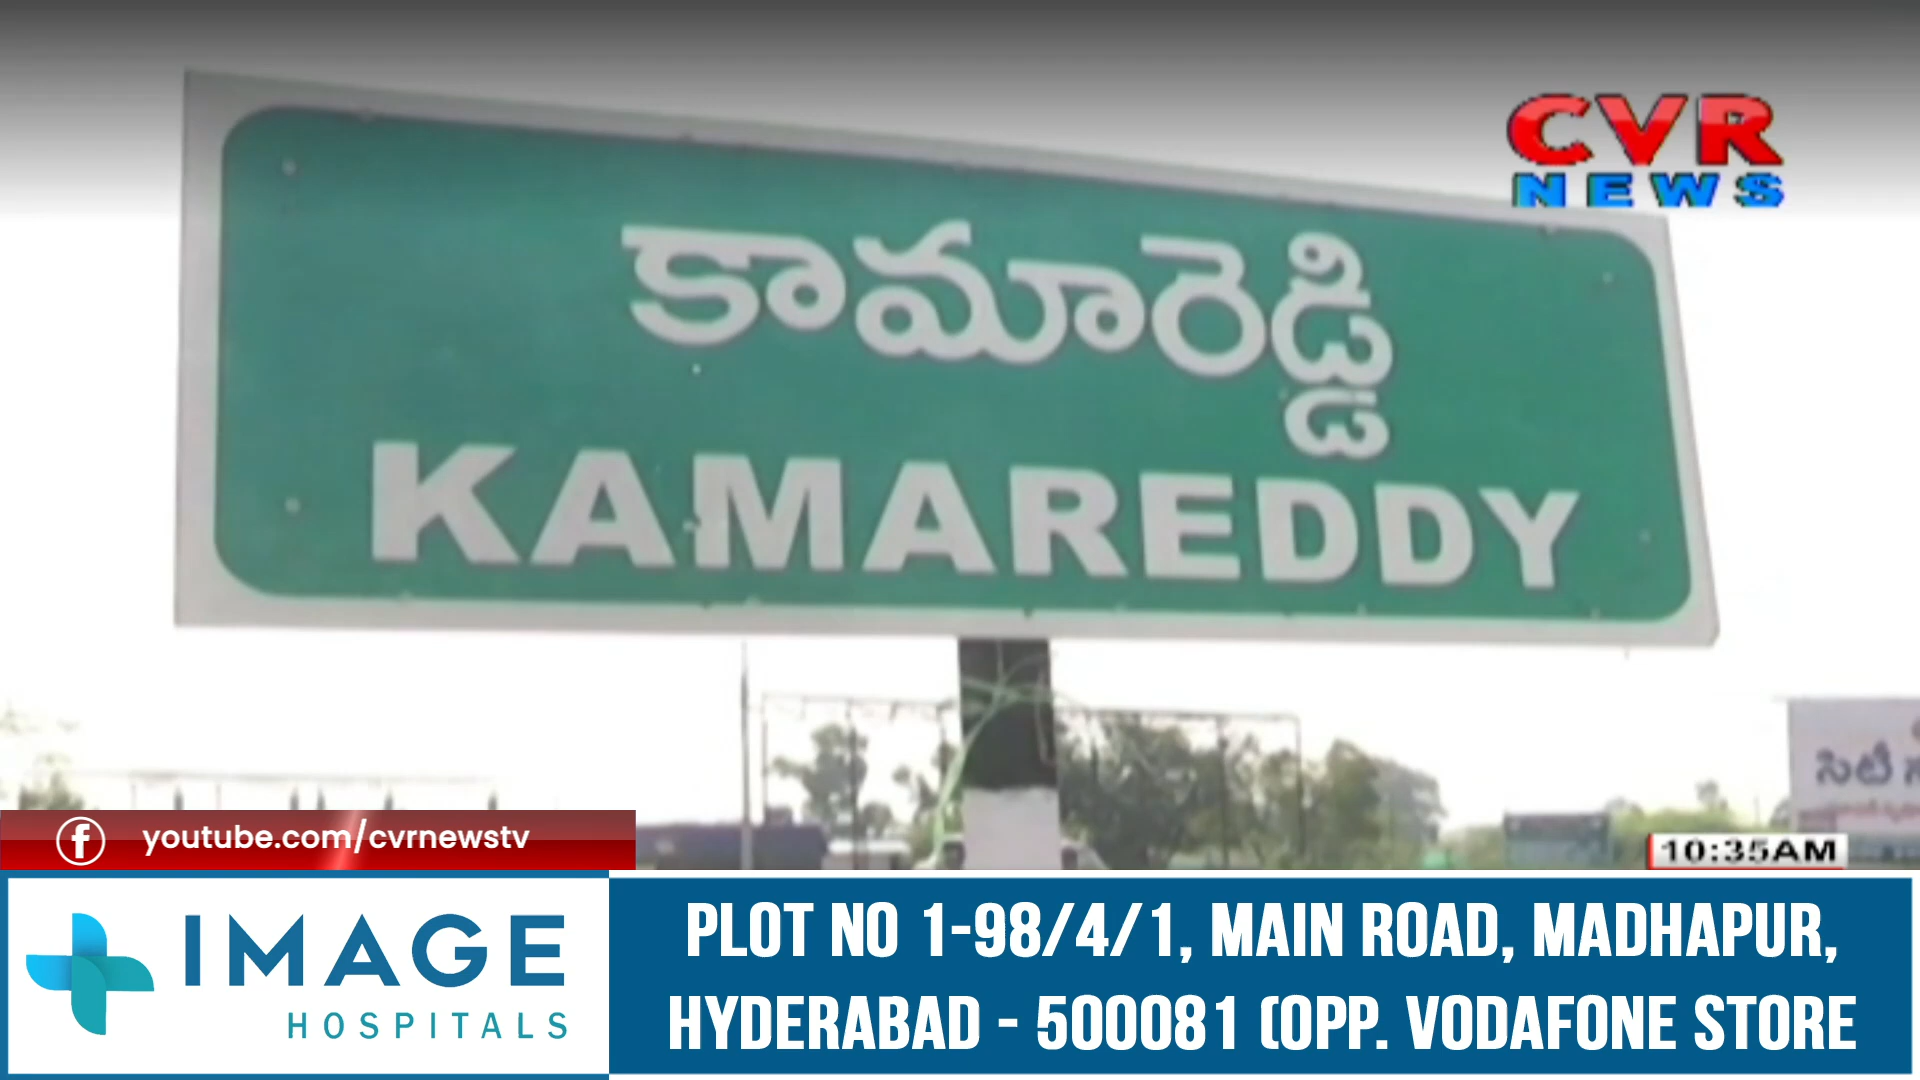 CVR
NEWS
కామారెడ్డి
KAMAREDDY
సిటీ
youtube.com/cvrnewstv
10:35AM
IMAGE
HOSPITALS
PLOT NO 1-98/4/1, MAIN ROAD, MADHAPUR,
HYDERABAD - 500081 (OPP. VODAFONE STORE